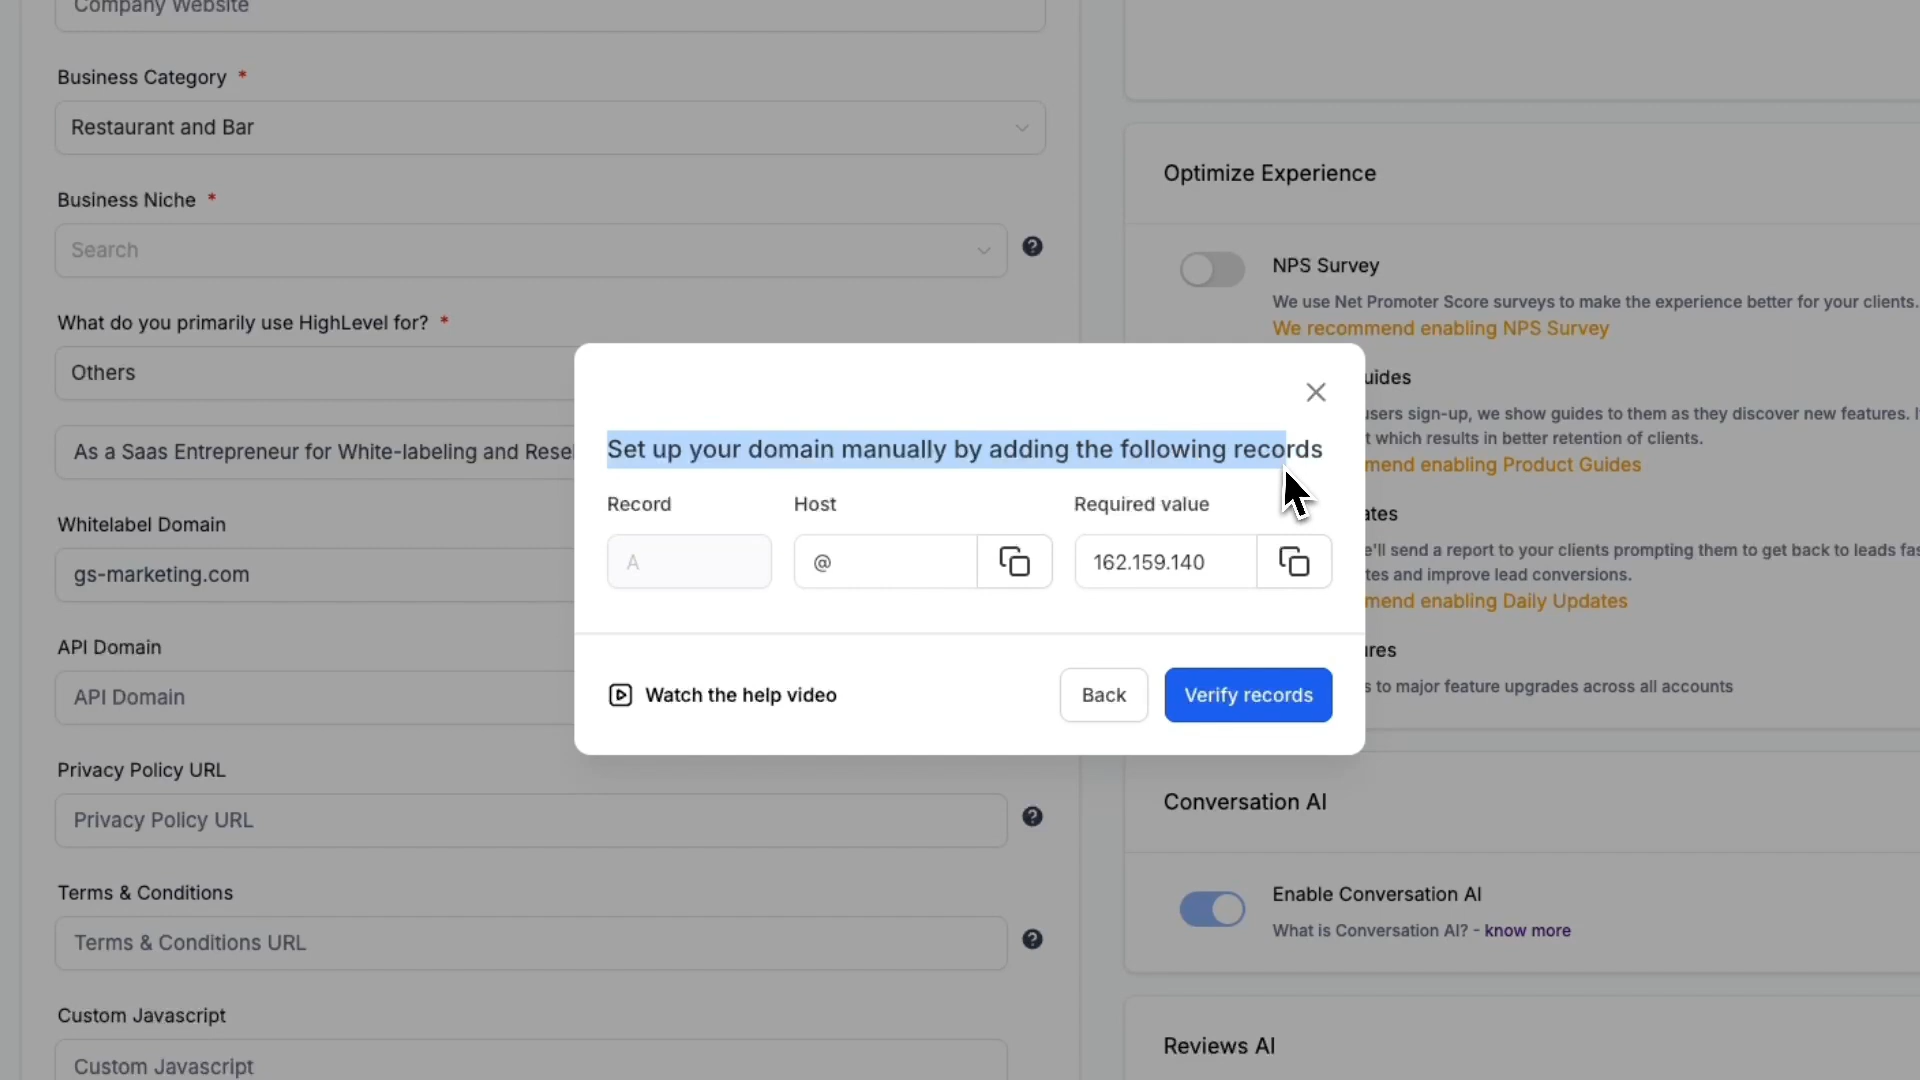 Company Website
Business Category *
Restaurant and Bar
Business Niche *
Search
What do you primarily use HighLevel for? *
Others
As a Saas Entrepreneur for White-labeling and Rese
Whitelabel Domain
gs-marketing.com
API Domain
API Domain
Privacy Policy URL
Privacy Policy URL
Terms & Conditions
Terms & Conditions URL
Custom Javascript
Custom Javascript
Set up your domain manually by adding the following records
Record
Host
Required value
A
@
162.159.140
Watch the help video
Back
Verify records
Optimize Experience
NPS Survey
We use Net Promoter Score surveys to make the experience better for your clients.
We recommend enabling NPS Survey
uides
users sign-up, we show guides to them as they discover new features. I
t which results in better retention of clients.
mend enabling Product Guides
ates
e'll send a report to your clients prompting them to get back to leads fas
tes and improve lead conversions.
mend enabling Daily Updates
ures
s to major feature upgrades across all accounts
Conversation AI
Enable Conversation AI
What is Conversation AI? - know more
Reviews AI